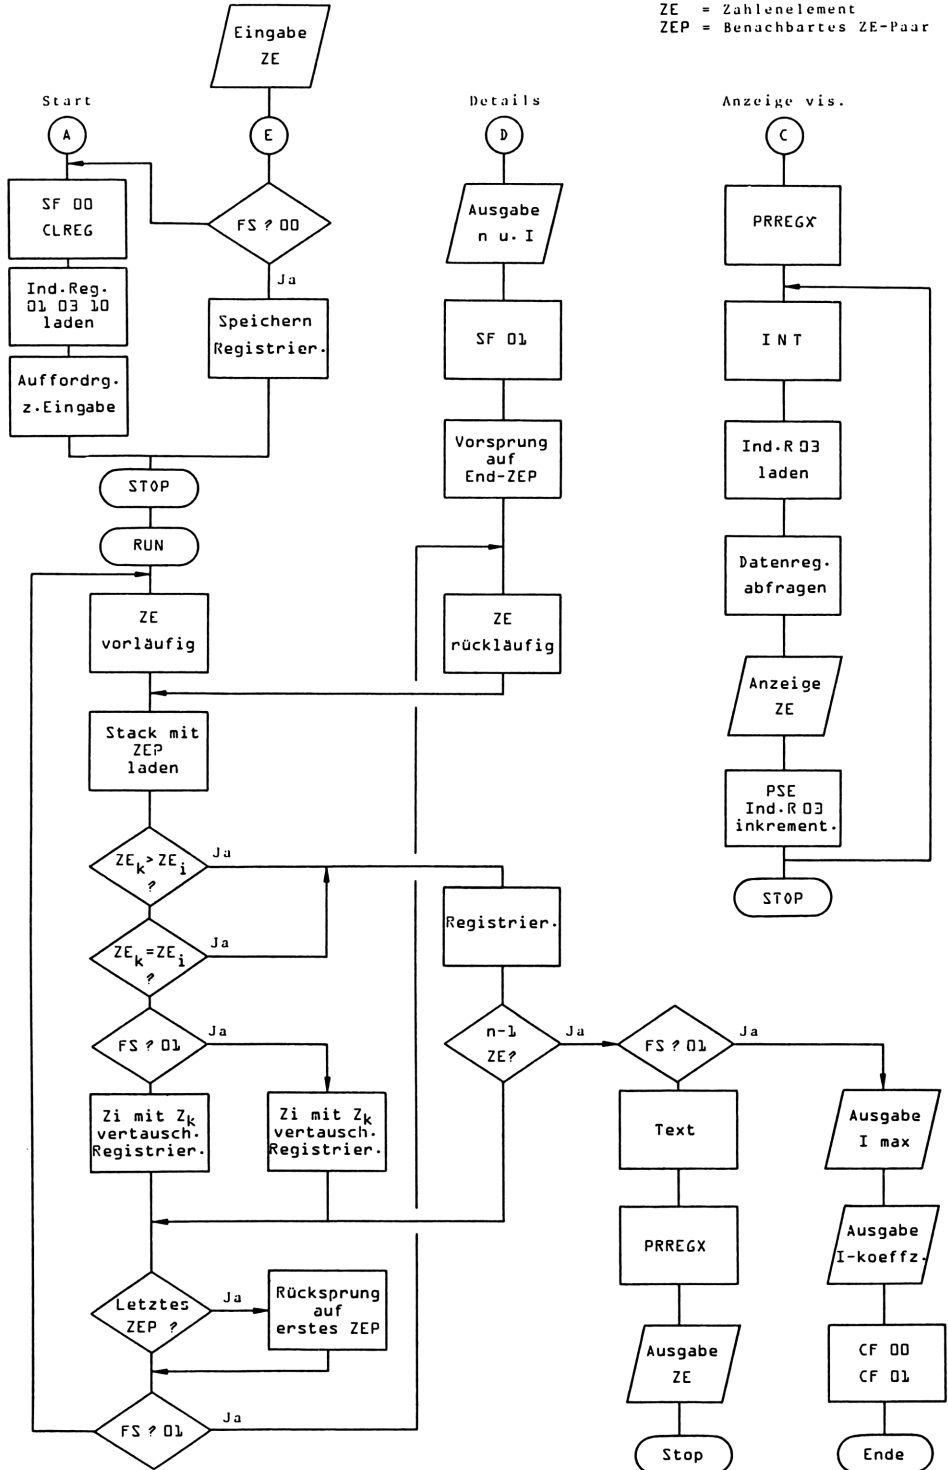 ZE = Zahlenelement
ZEP = Benachbartes ZE-Paar
Eingabe
ZE
Start
A
E
SF 00
CLREG
FS ? 00
Ja
Ind.Reg.
01 03 10
laden
Speichern
Registrier.
Auffordrg.
z.Eingabe
STOP
RUN
ZE
vorläufig
Stack mit
ZEP
laden
ZEk > ZEi
?
Ja
ZEk = ZEi
?
Ja
FS ? 01
Ja
Zi mit Zk
vertausch.
Registrier.
Zi mit Zk
vertausch.
Registrier.
Letztes
ZEP ?
Ja
Rücksprung
auf
erstes ZEP
FS ? 01
Ja
Details
D
Ausgabe
n u. I
SF 01
Vorsprung
auf
End-ZEP
ZE
rückläufig
Registrier.
n-1
ZE?
Ja
FS ? 01
Ja
Text
PRREGX
Ausgabe
ZE
Stop
Ausgabe
I max
Ausgabe
I-koeffz.
CF 00
CF 01
Ende
Anzeige vis.
C
PRREGX
INT
Ind.R 03
laden
Datenreg.
abfragen
Anzeige
ZE
PSE
Ind.R 03
inkrement.
STOP